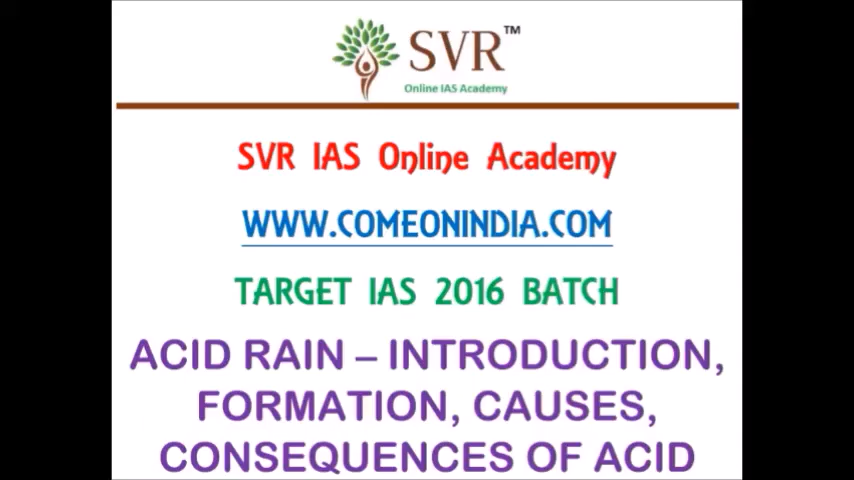 SVR™
Online IAS Academy
SVR IAS Online Academy
WWW.COMEONINDIA.COM
TARGET IAS 2016 BATCH
ACID RAIN – INTRODUCTION,
FORMATION, CAUSES,
CONSEQUENCES OF ACID